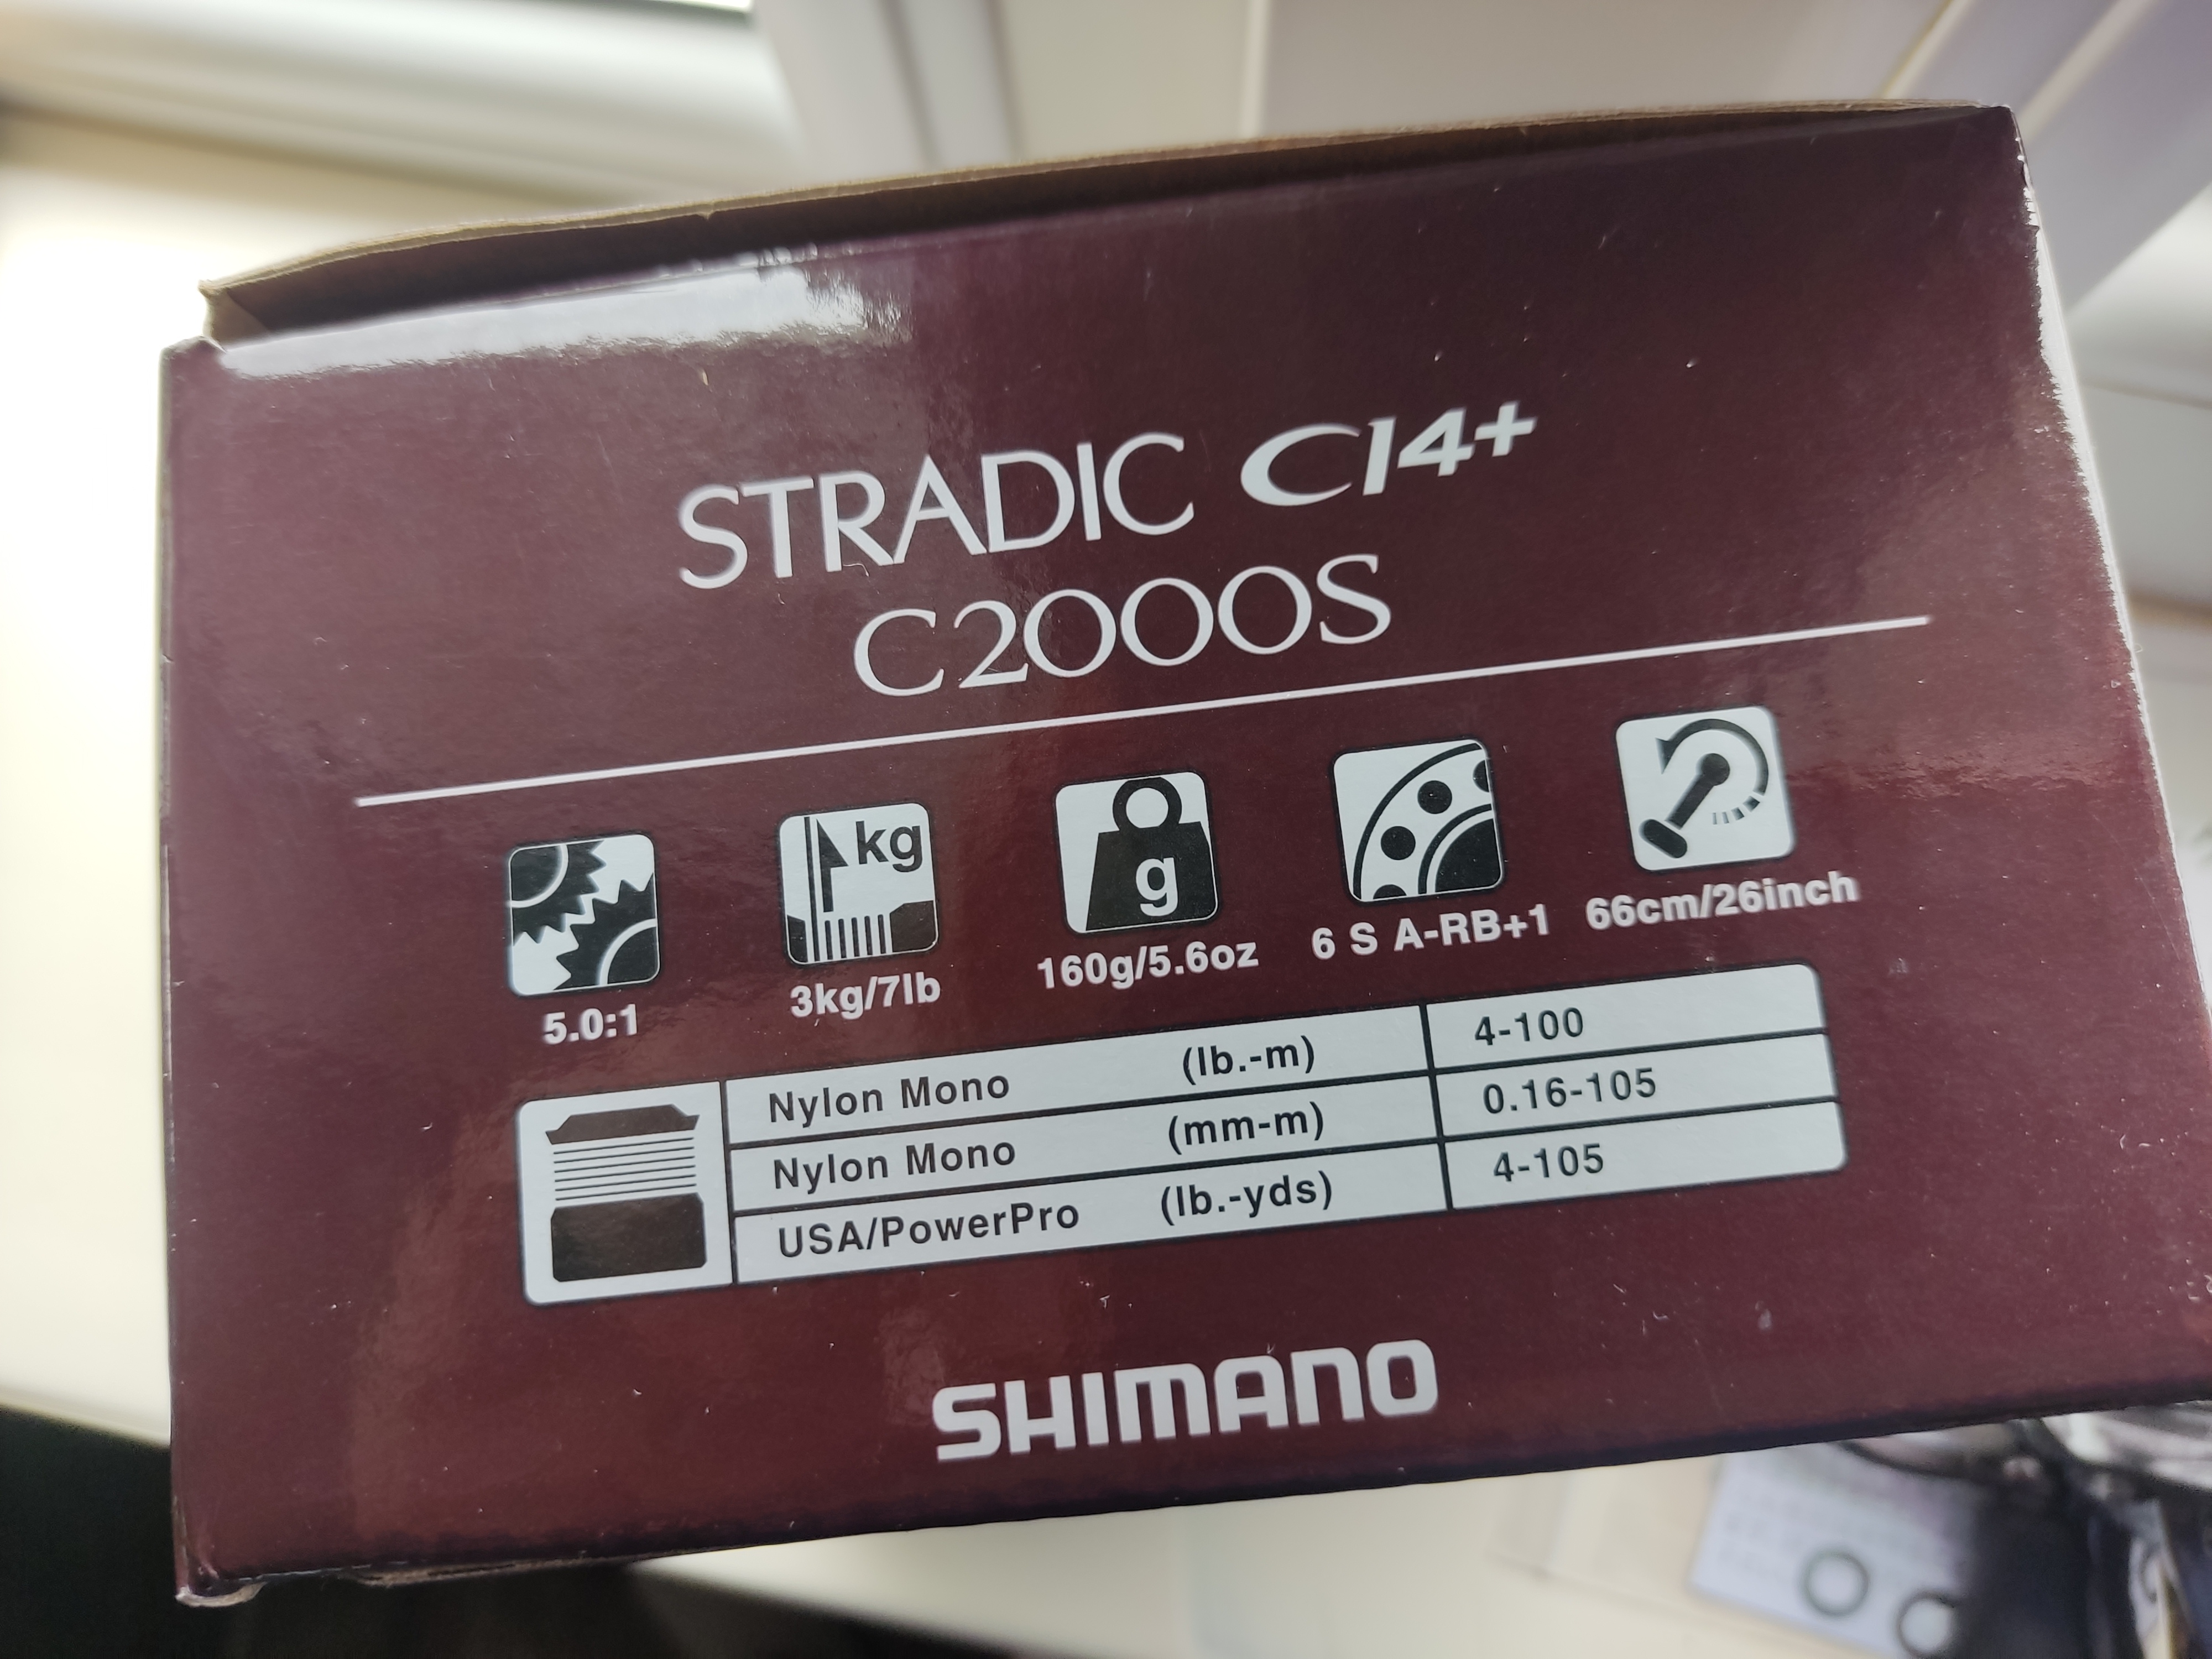 STRADIC CI4+
C2000S
kg
g
5.0:1
3kg/7lb
160g/5.6oz
6 S A-RB+1
66cm/26inch
Nylon Mono (lb.-m) 4-100
Nylon Mono (mm-m) 0.16-105
USA/PowerPro (lb.-yds) 4-105
SHIMANO